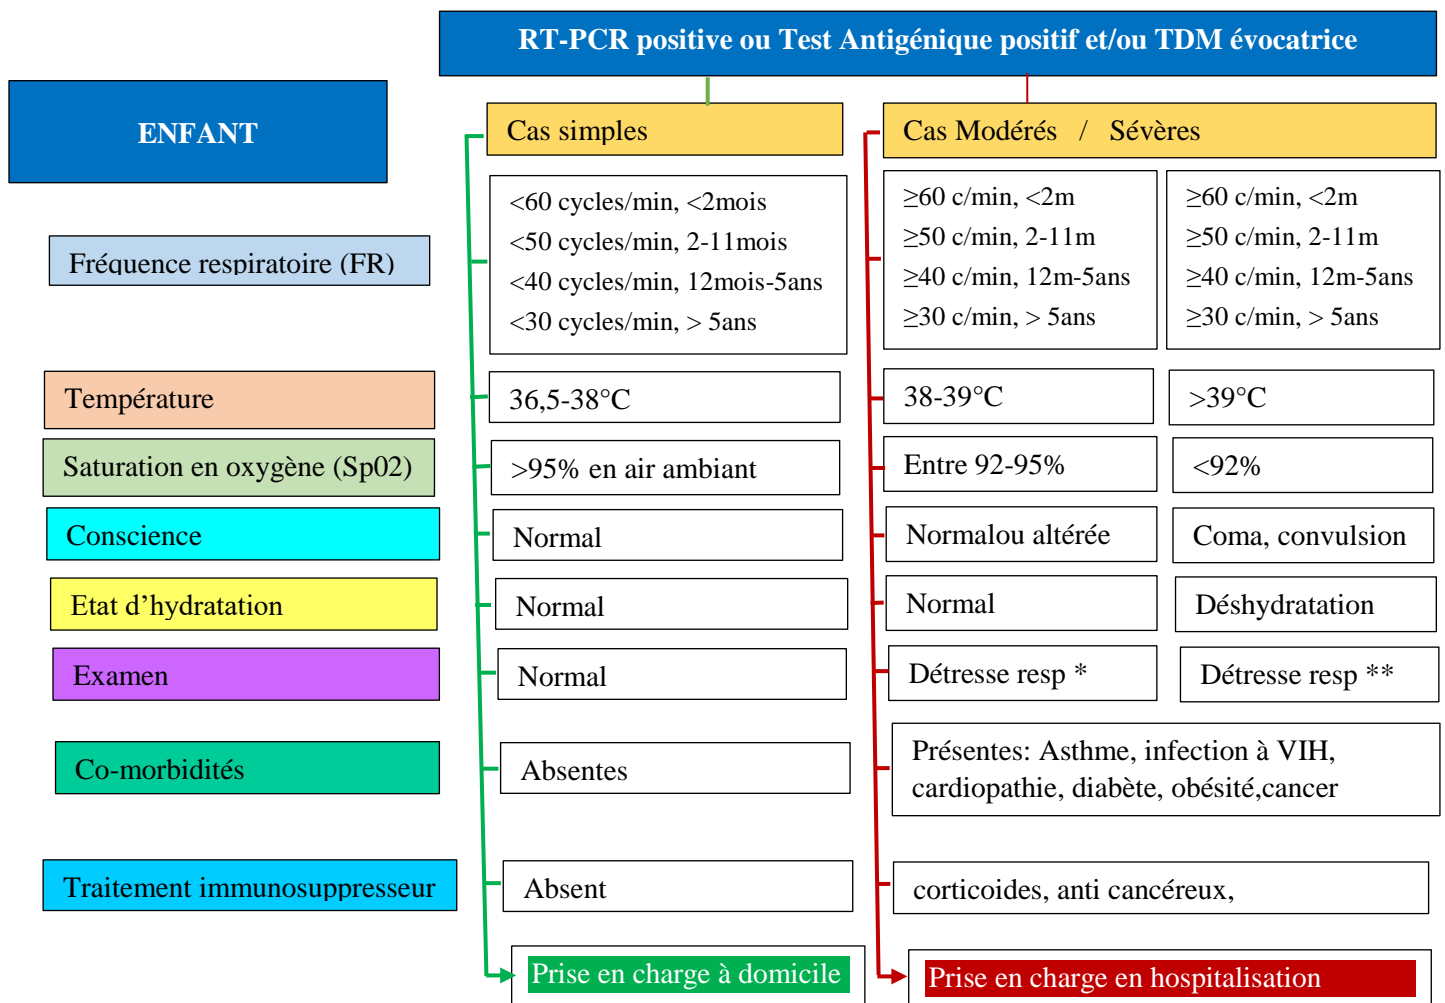 RT-PCR positive ou Test Antigénique positif et/ou TDM évocatrice
ENFANT
Cas simples
Cas Modérés / Sévères
Fréquence respiratoire (FR)
<60 cycles/min, <2mois
<50 cycles/min, 2-11mois
<40 cycles/min, 12mois-5ans
<30 cycles/min, > 5ans
≥60 c/min, <2m
≥50 c/min, 2-11m
≥40 c/min, 12m-5ans
≥30 c/min, > 5ans
≥60 c/min, <2m
≥50 c/min, 2-11m
≥40 c/min, 12m-5ans
≥30 c/min, > 5ans
Température
36,5-38°C
38-39°C
>39°C
Saturation en oxygène (Sp02)
>95% en air ambiant
Entre 92-95%
<92%
Conscience
Normal
Normalou altérée
Coma, convulsion
Etat d’hydratation
Normal
Normal
Déshydratation
Examen
Normal
Détresse resp *
Détresse resp **
Co-morbidités
Absentes
Présentes: Asthme, infection à VIH,
cardiopathie, diabète, obésité,cancer
Traitement immunosuppresseur
Absent
corticoides, anti cancéreux,
Prise en charge à domicile
Prise en charge en hospitalisation